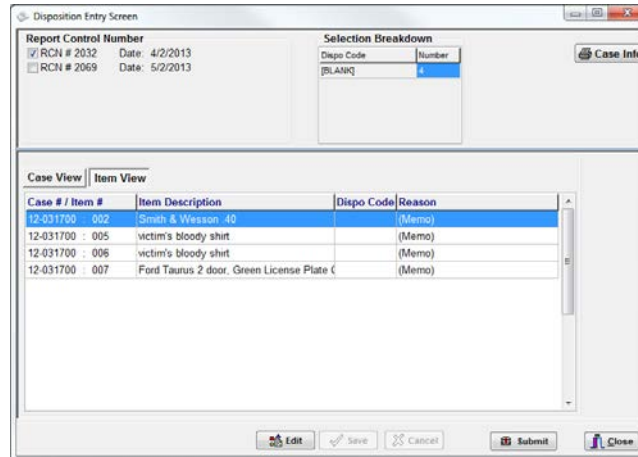 Disposition Entry Screen
Report Control Number
RCN # 2032 Date: 4/2/2013
RCN # 2069 Date: 5/2/2013
Selection Breakdown
Dispo Code Number
[BLANK] 4
Case Info
Case View Item View
Case # / Item # Item Description Dispo Code Reason
12-031700 : 002 Smith & Wesson .40 (Memo)
12-031700 : 005 victim's bloody shirt (Memo)
12-031700 : 006 victim's bloody shirt (Memo)
12-031700 : 007 Ford Taurus 2 door, Green License Plate (Memo)
Edit Save Cancel Submit Close